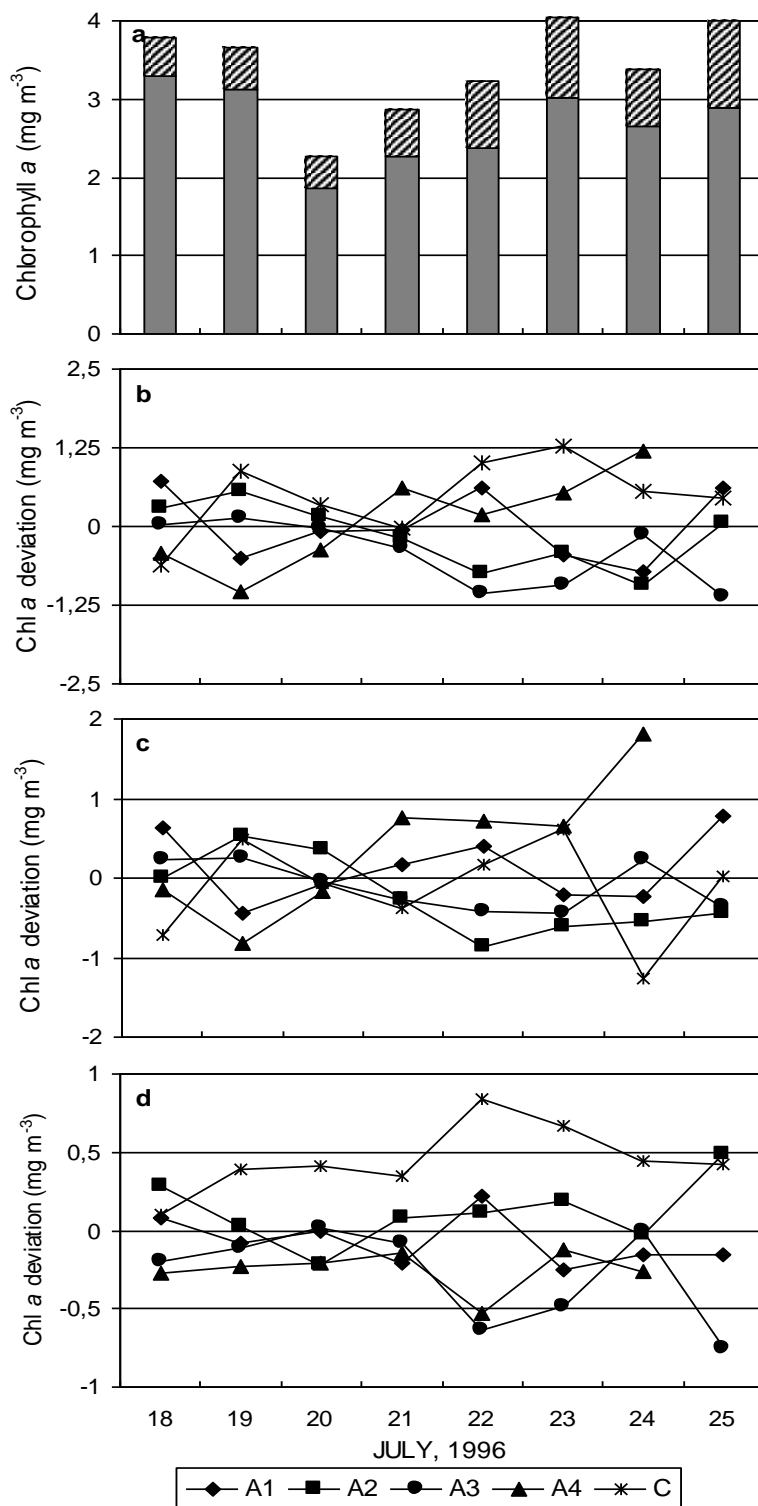 a
4
3
2
1
0
Chlorophyll a (mg m-3)
b
2,5
1,25
0
-1,25
-2,5
Chl a deviation (mg m-3)
c
2
1
0
-1
-2
Chl a deviation (mg m-3)
d
1
0,5
0
-0,5
-1
Chl a deviation (mg m-3)
18 19 20 21 22 23 24 25
JULY, 1996
A1 A2 A3 A4 C